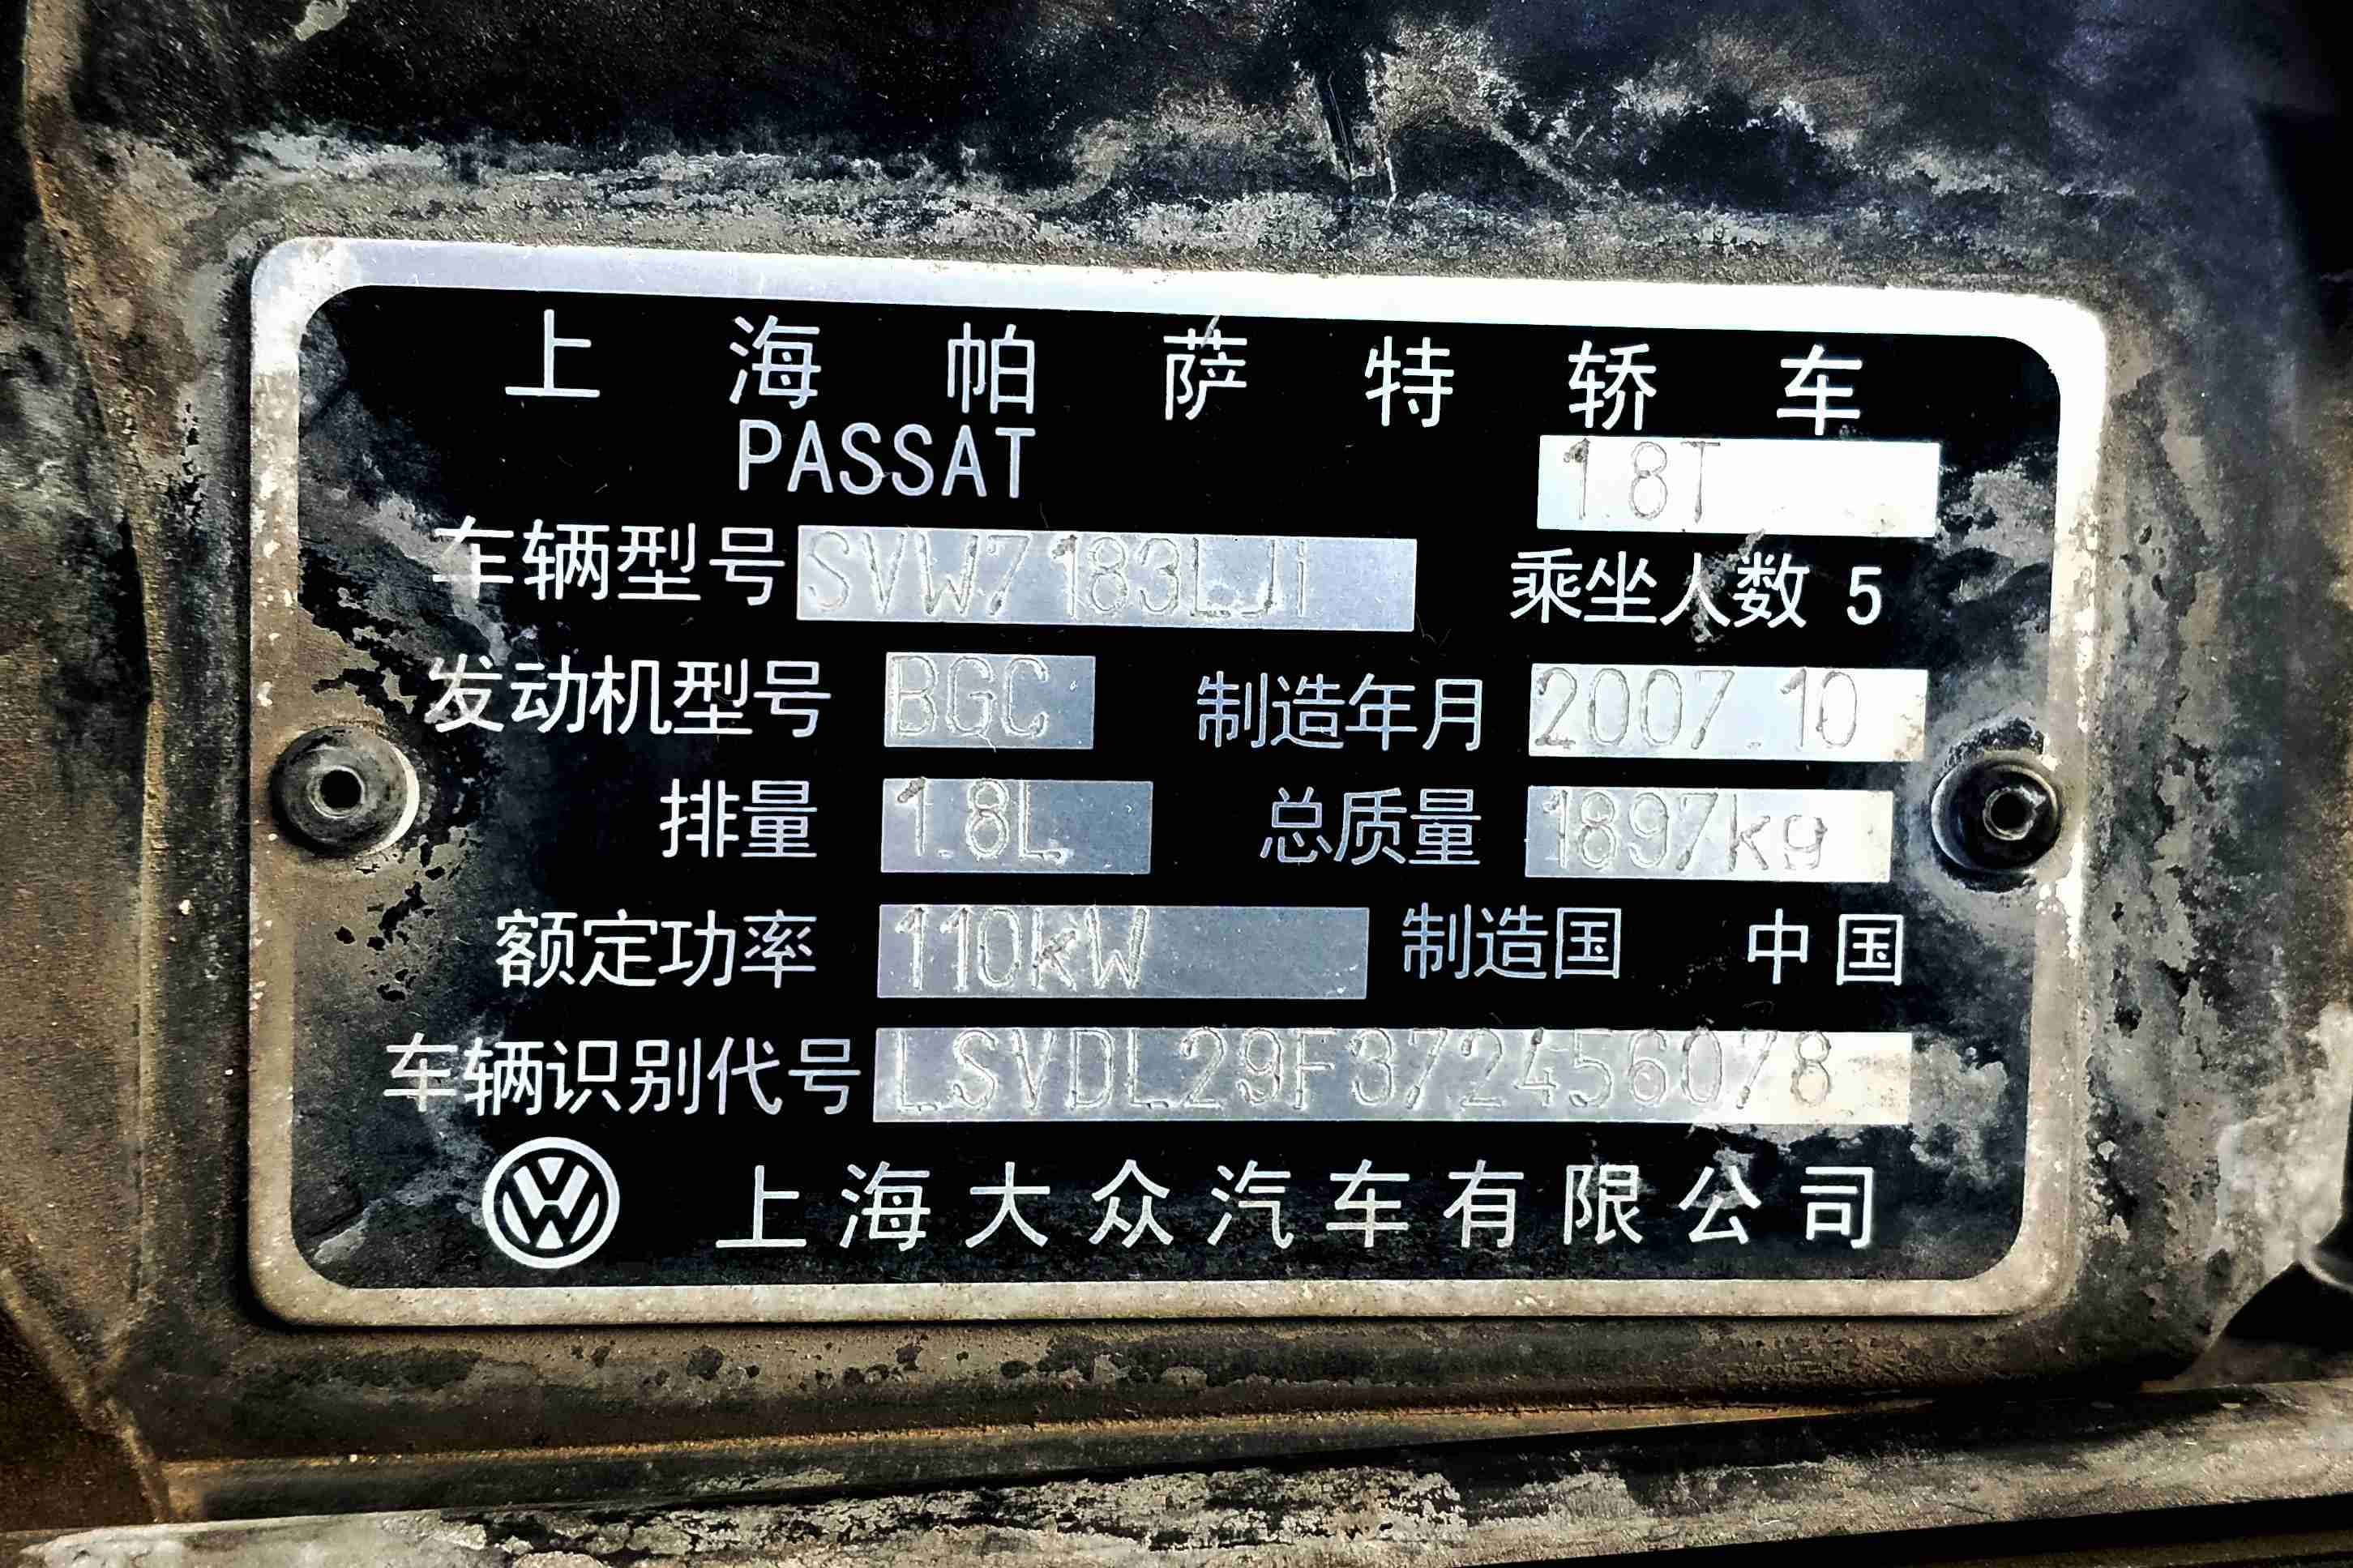 上海帕萨特轿车
PASSAT 1.8T
车辆型号 SVW7183LJi 乘坐人数 5
发动机型号 BGC 制造年月 2007.10
排量 1.8L 总质量 1897kg
额定功率 110kW 制造国 中国
车辆识别代号 LSVDL29F372456078
上海大众汽车有限公司